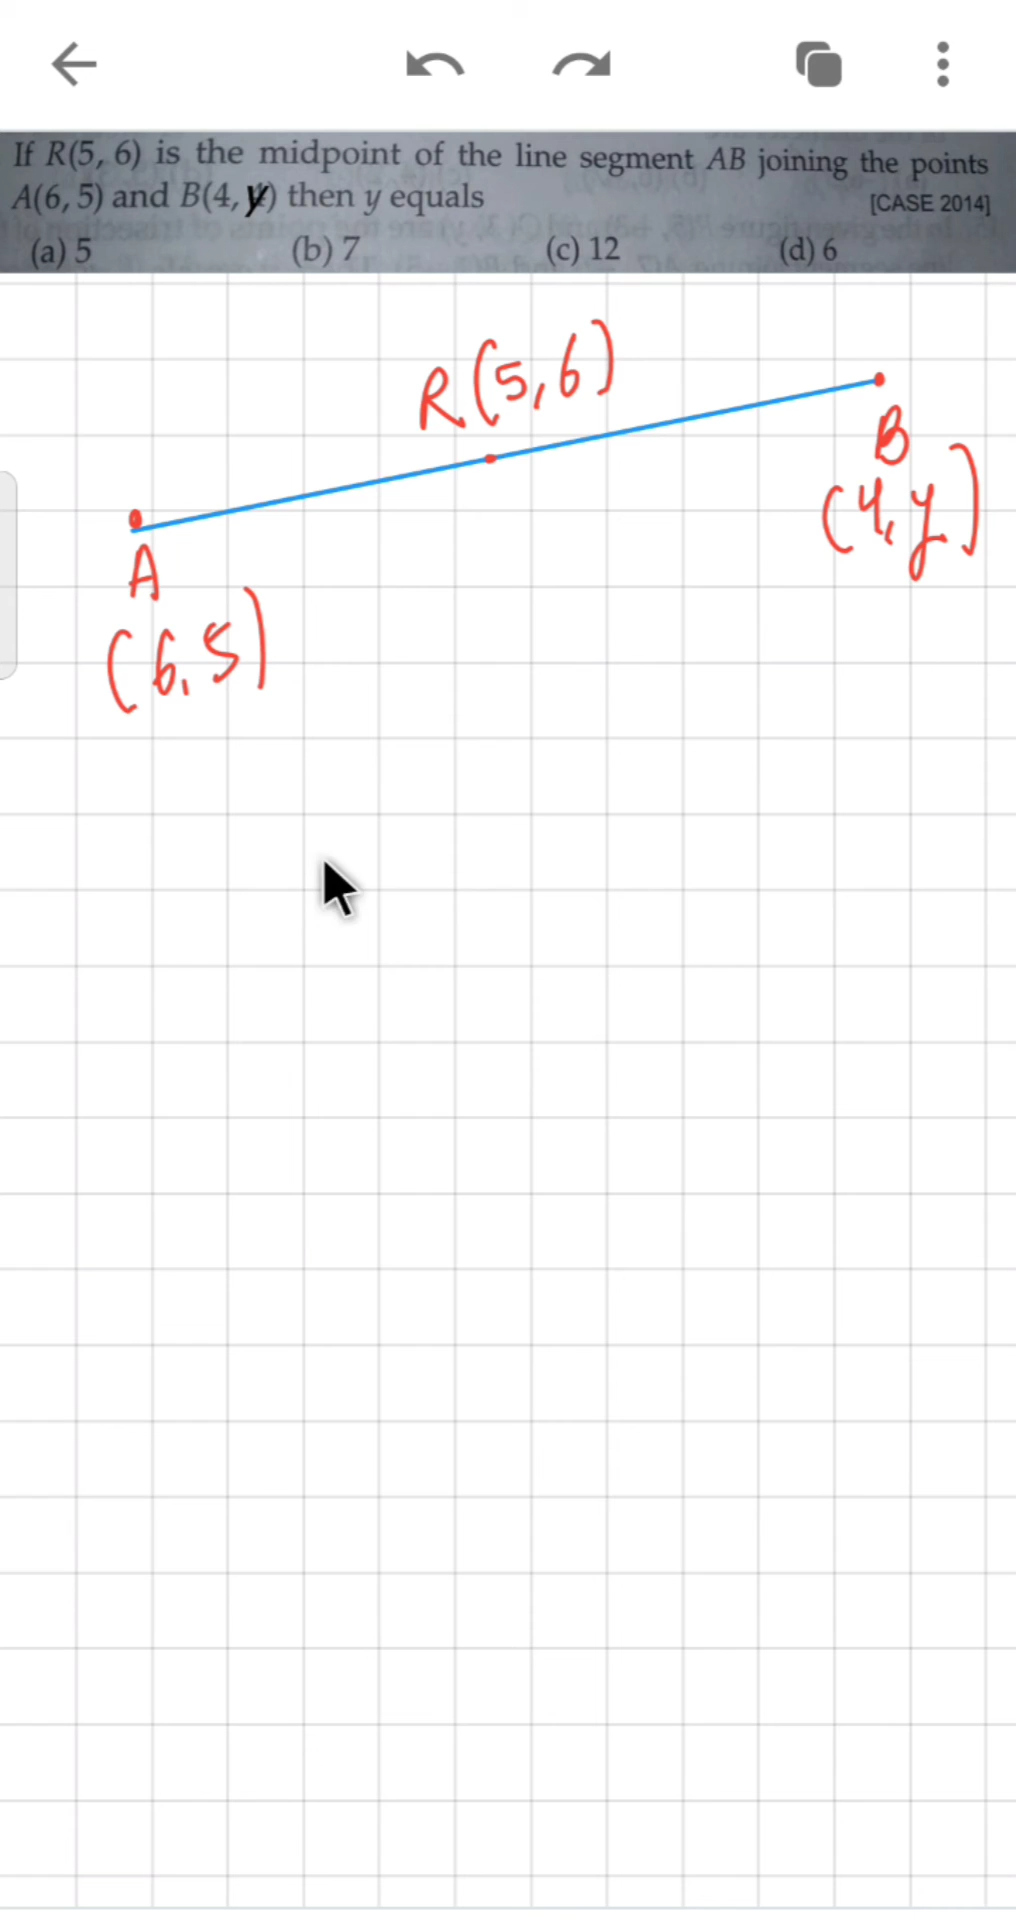 If R(5, 6) is the midpoint of the line segment AB joining the points
A(6, 5) and B(4, y) then y equals [CASE 2014]
(a) 5 (b) 7 (c) 12 (d) 6
R(5,6)
B
(4,y)
A
(6,5)